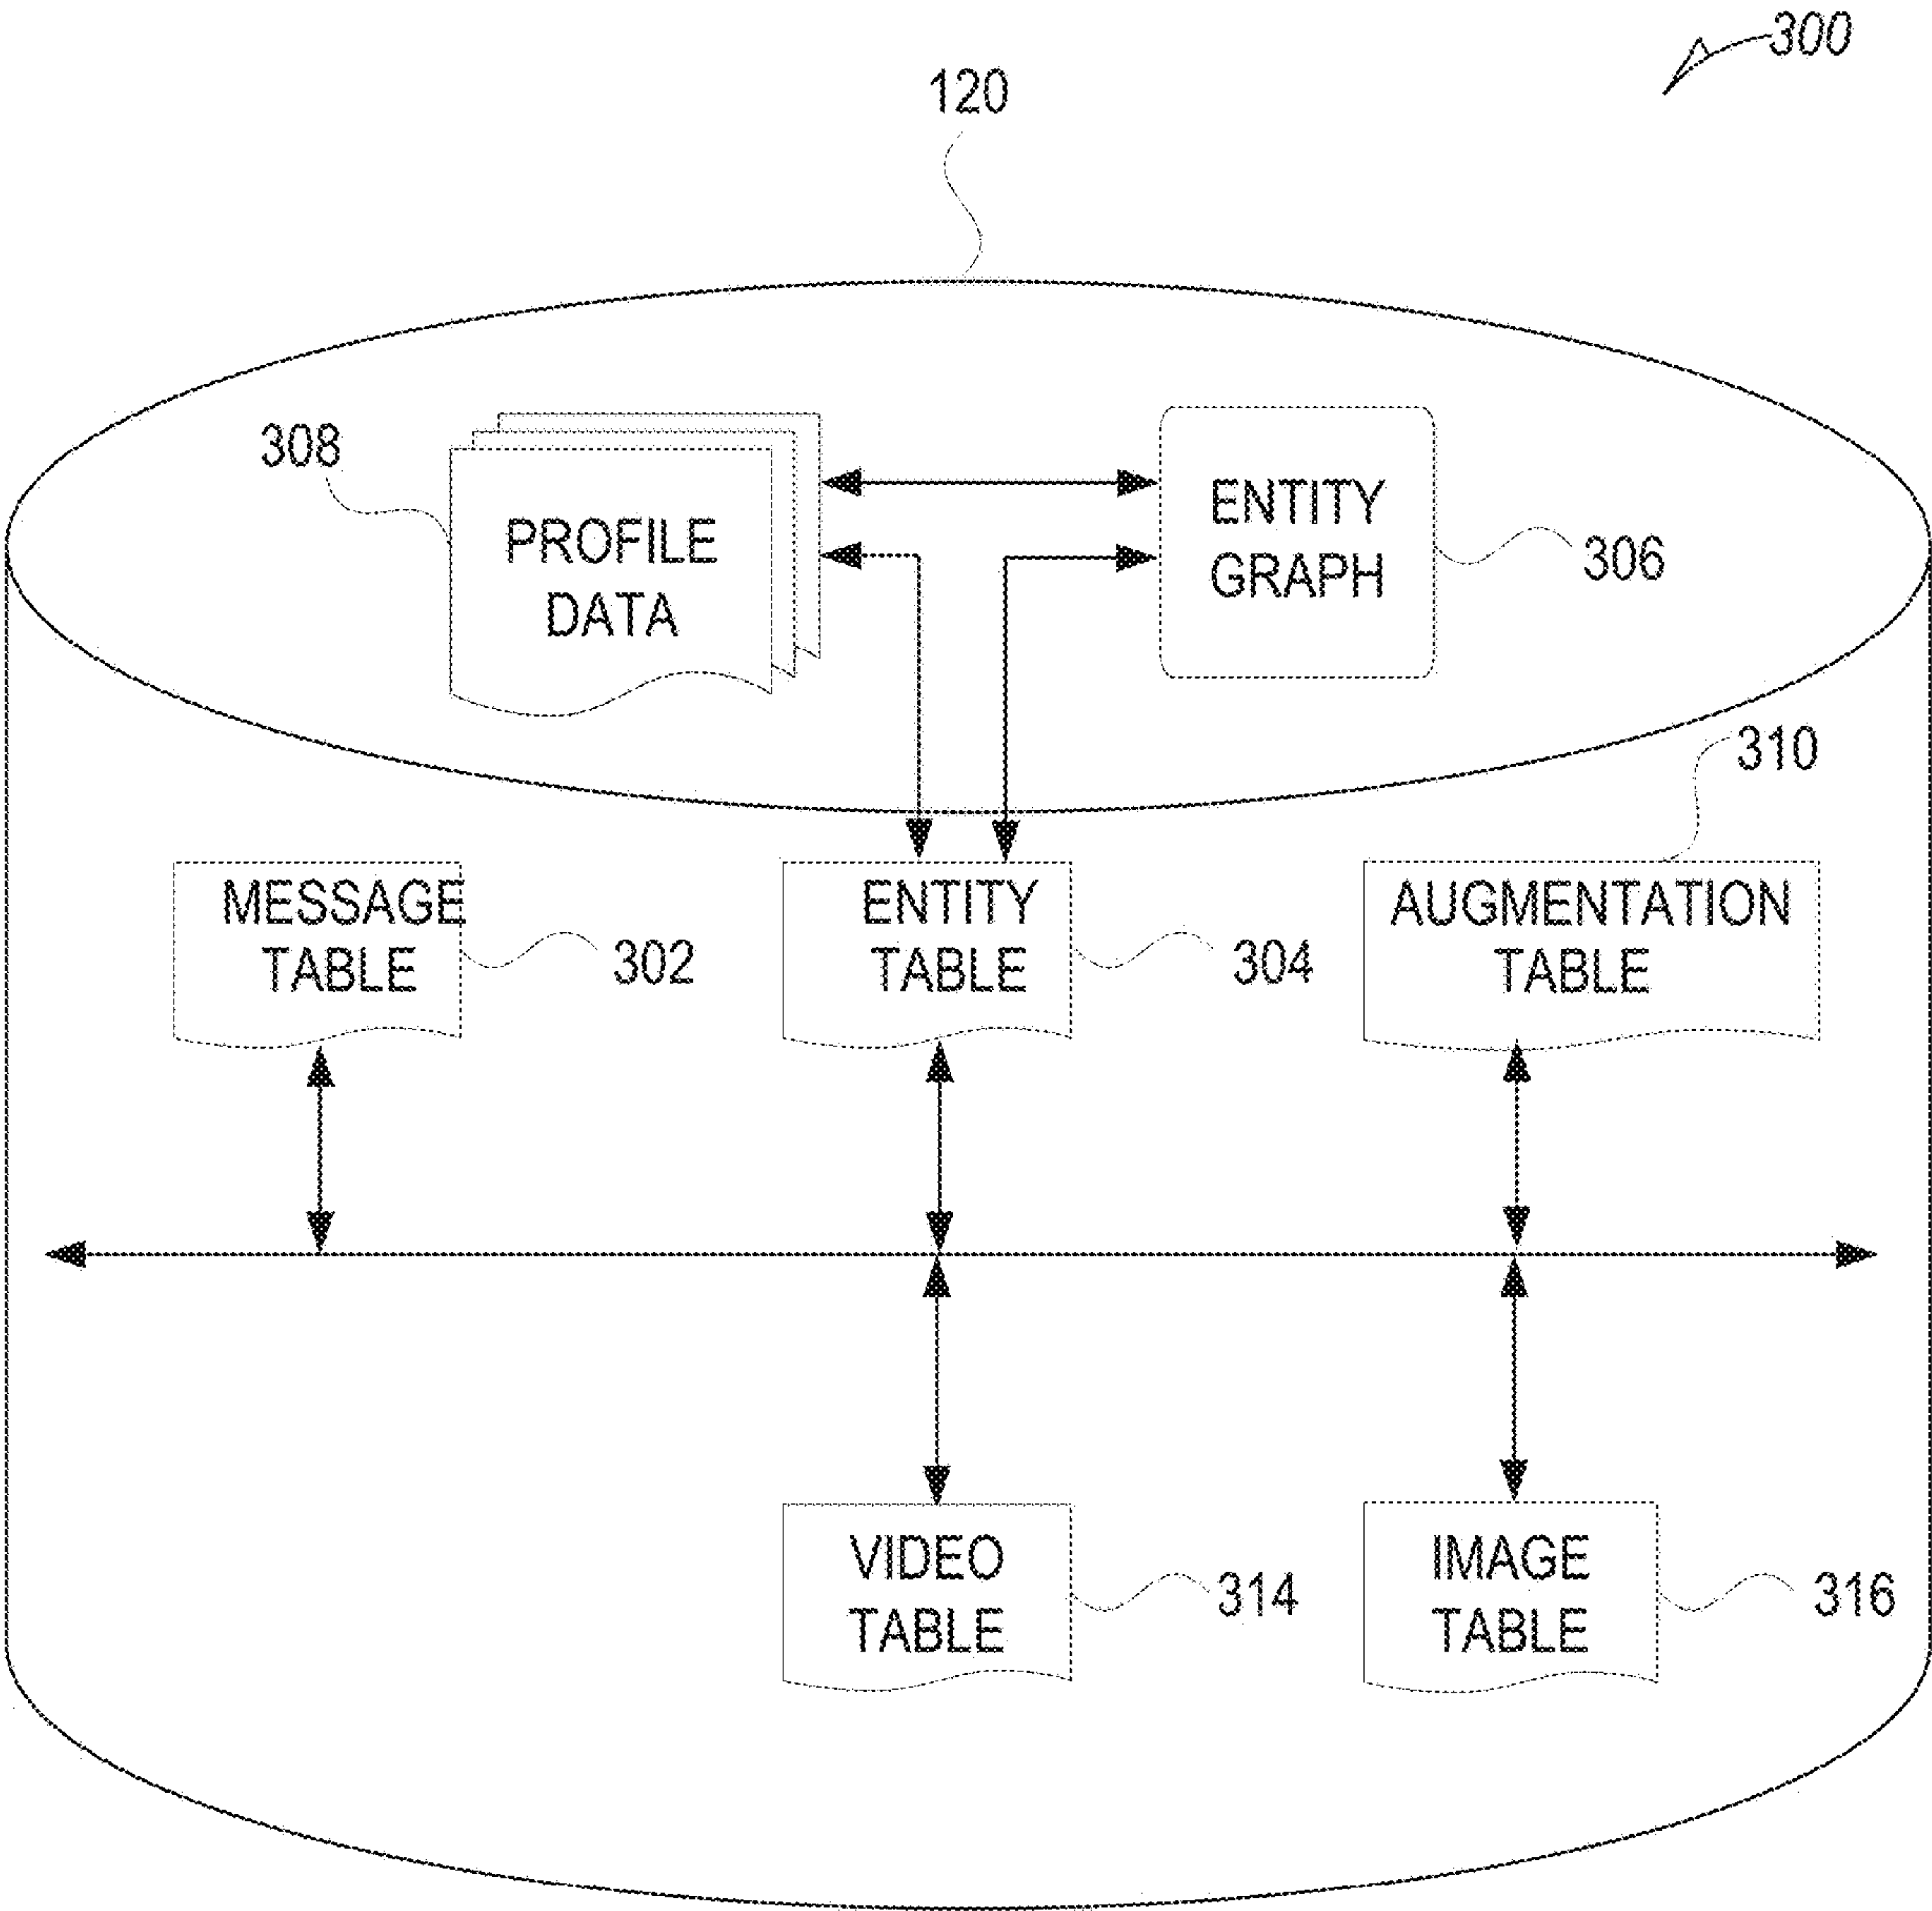 300
120
308
PROFILE
DATA
ENTITY
GRAPH
306
310
MESSAGE
TABLE
302
ENTITY
TABLE
304
AUGMENTATION
TABLE
VIDEO
TABLE
314
IMAGE
TABLE
316